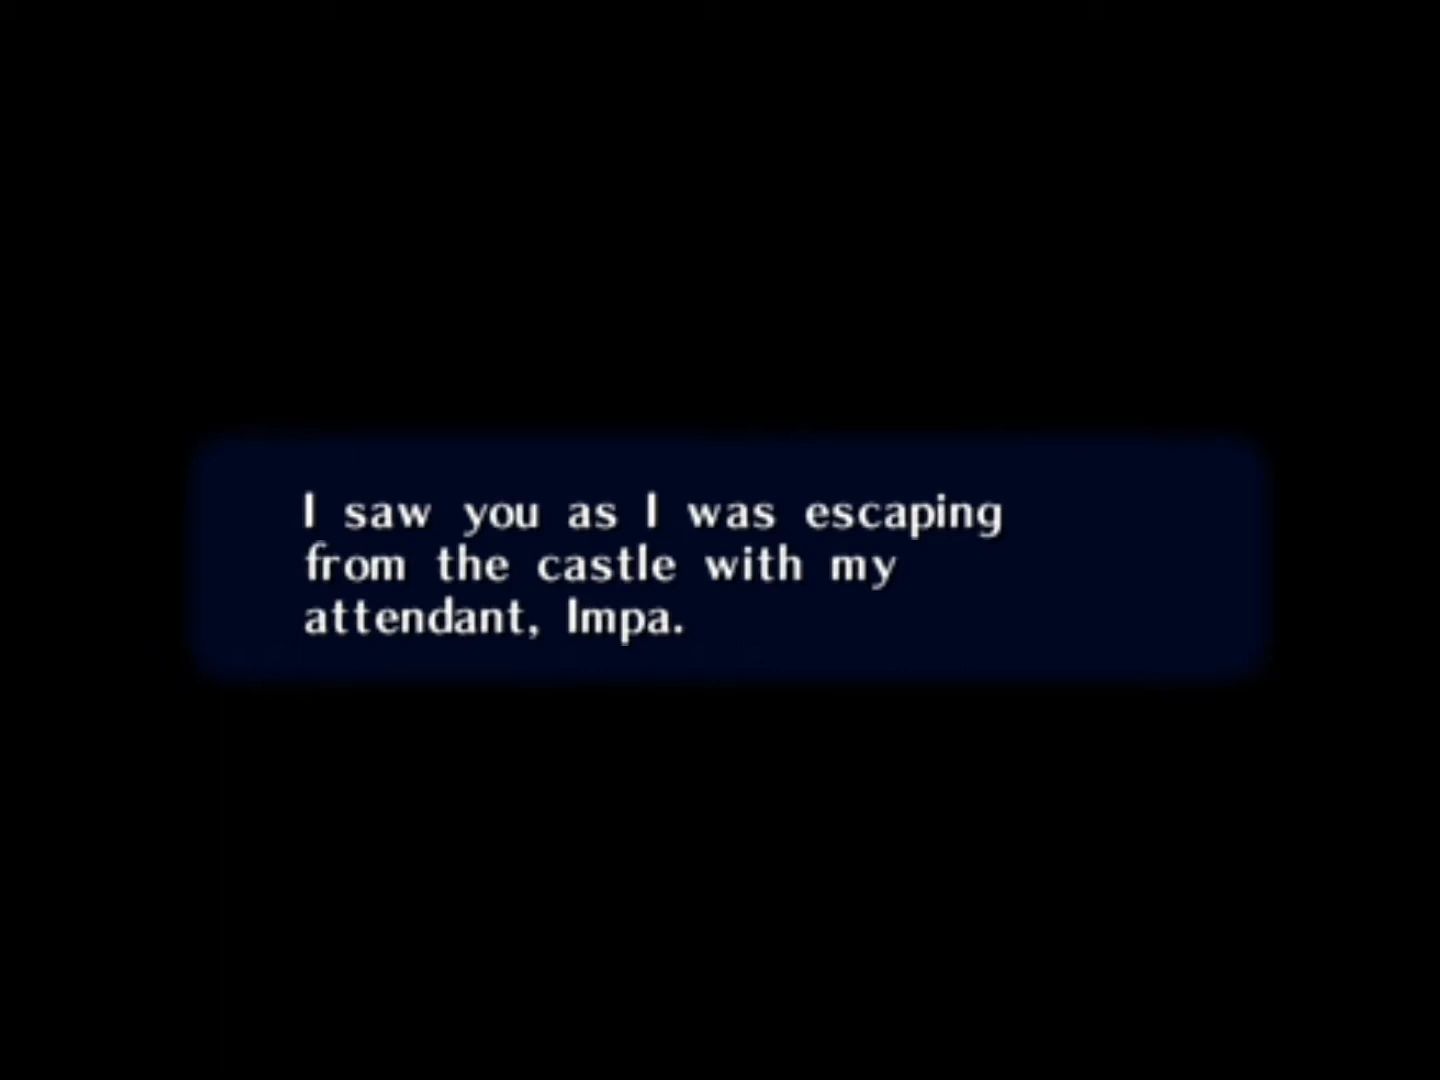 I saw you as I was escaping
from the castle with my
attendant, Impa.